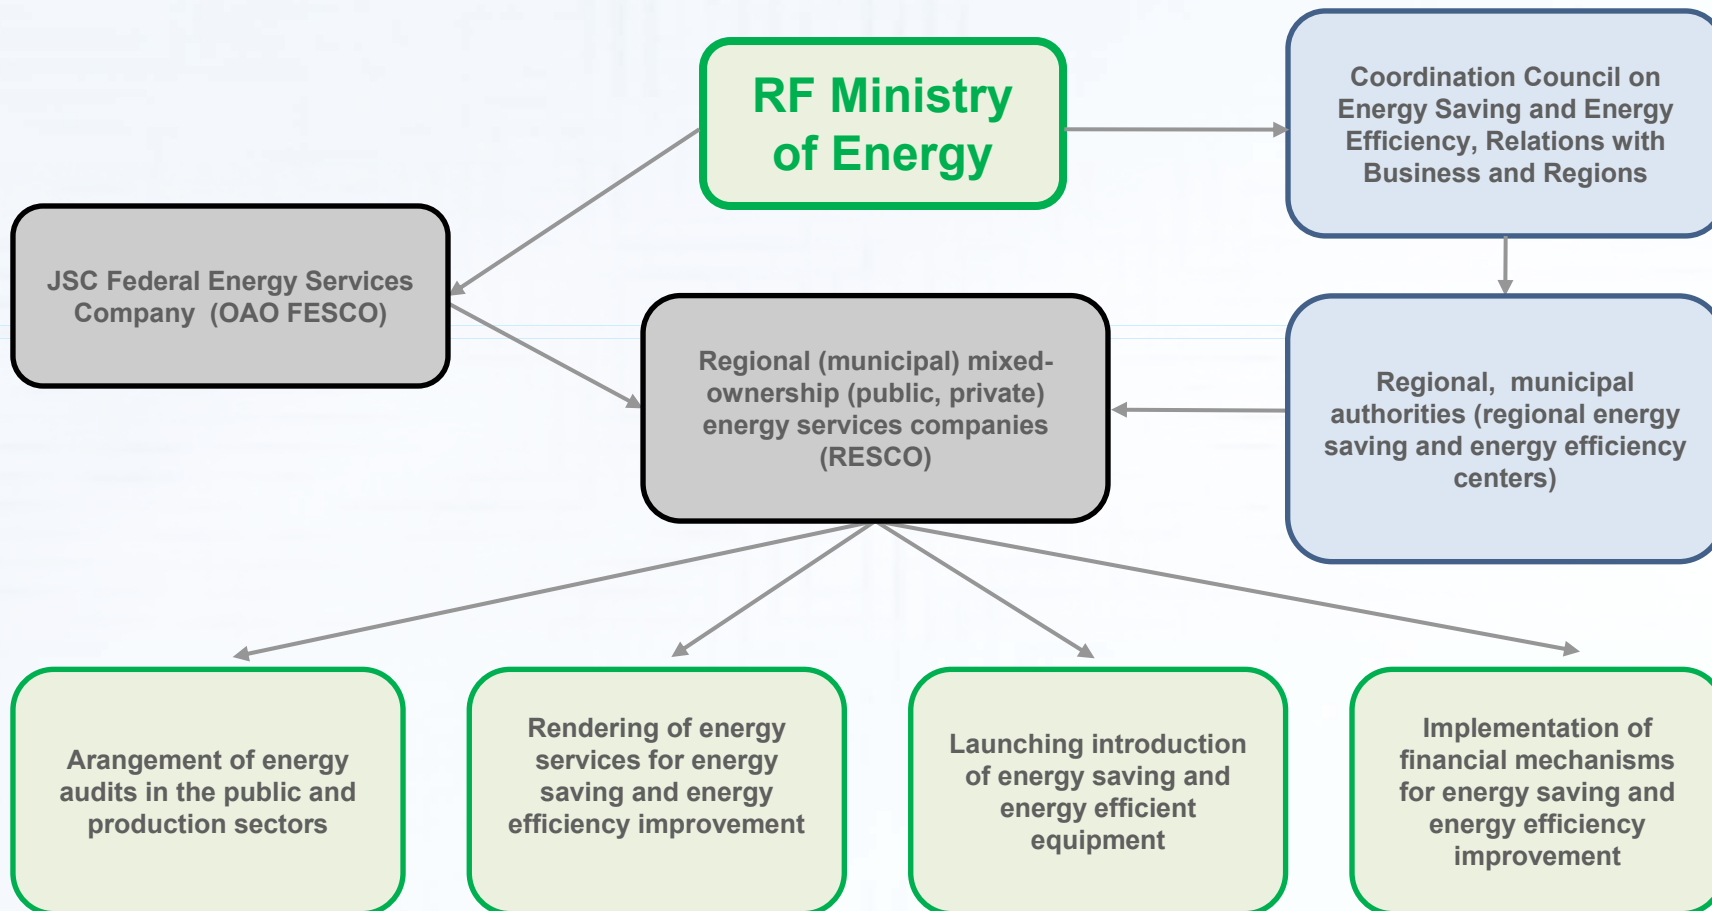 RF Ministry
of Energy
Coordination Council on
Energy Saving and Energy
Efficiency, Relations with
Business and Regions
JSC Federal Energy Services
Company  (OAO FESCO)
Regional (municipal) mixed-
ownership (public, private)
energy services companies
(RESCO)
Regional,  municipal
authorities (regional energy
saving and energy efficiency
centers)
Arangement of energy
audits in the public and
production sectors
Rendering of energy
services for energy
saving and energy
efficiency improvement
Launching introduction
of energy saving and
energy efficient
equipment
Implementation of
financial mechanisms
for energy saving and
energy efficiency
improvement